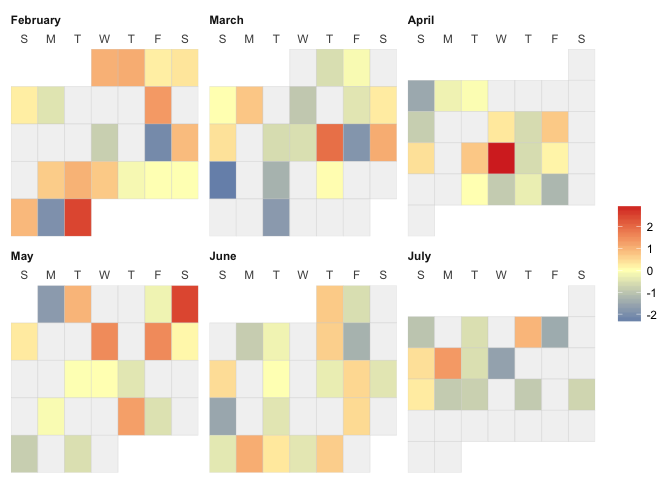 February March April
S M T W T F S S M T W T F S S M T W T F S
2
1
0
-1
-2
May June July
S M T W T F S S M T W T F S S M T W T F S